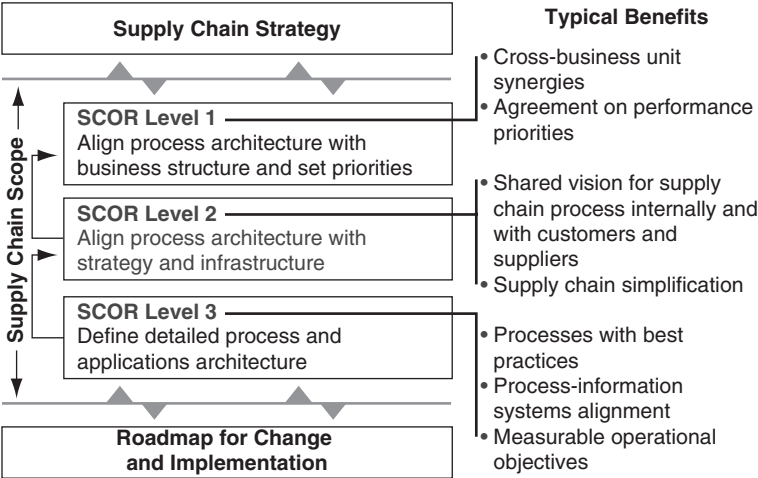 Supply Chain Strategy
Supply Chain Scope
SCOR Level 1
Align process architecture with
business structure and set priorities
SCOR Level 2
Align process architecture with
strategy and infrastructure
SCOR Level 3
Define detailed process and
applications architecture
Roadmap for Change
and Implementation
Typical Benefits
• Cross-business unit
synergies
• Agreement on performance
priorities
• Shared vision for supply
chain process internally and
with customers and
suppliers
• Supply chain simplification
• Processes with best
practices
• Process-information
systems alignment
• Measurable operational
objectives